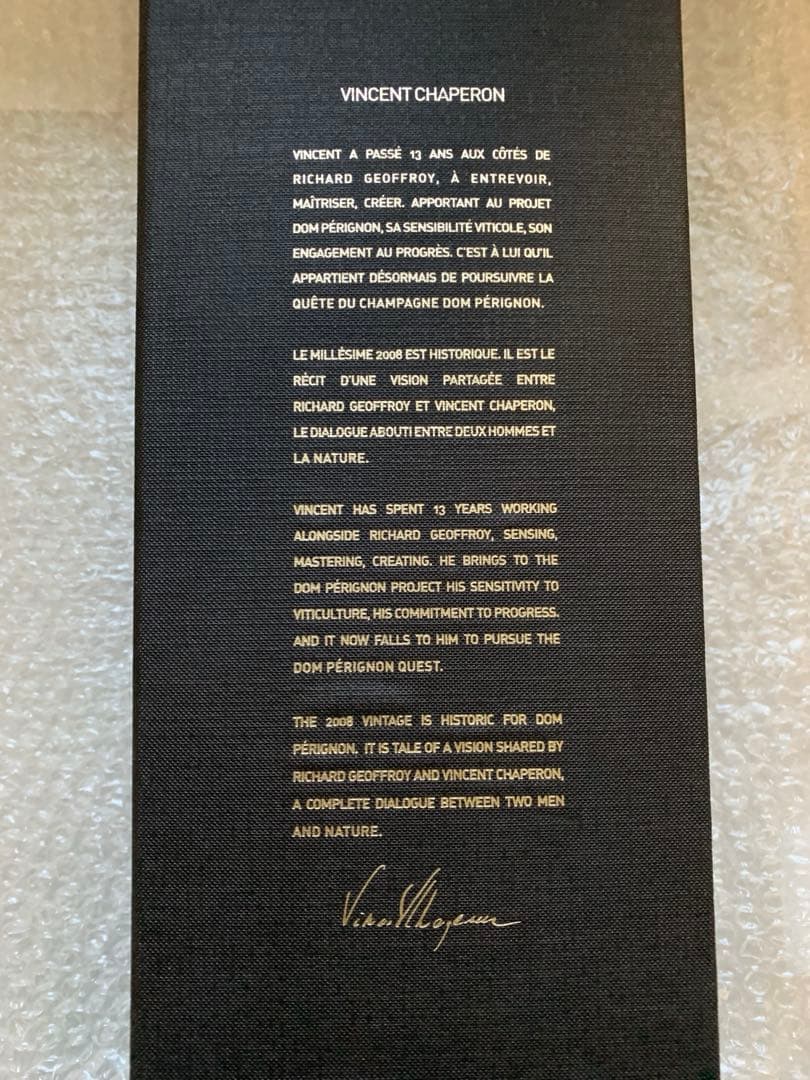 VINCENT CHAPERON
VINCENT A PASSÉ 13 ANS AUX CÔTÉS DE
RICHARD GEOFFROY, À ENTREVOIR,
MAÎTRISER, CRÉER. APPORTANT AU PROJET
DOM PÉRIGNON, SA SENSIBILITÉ VITICOLE, SON
ENGAGEMENT AU PROGRÈS. C'EST À LUI QU'IL
APPARTIENT DÉSORMAIS DE POURSUIVRE LA
QUÊTE DU CHAMPAGNE DOM PÉRIGNON.
LE MILLÉSIME 2008 EST HISTORIQUE. IL EST LE
RÉCIT D'UNE VISION PARTAGÉE ENTRE
RICHARD GEOFFROY ET VINCENT CHAPERON,
LE DIALOGUE ABOUTI ENTRE DEUX HOMMES ET
LA NATURE.
VINCENT HAS SPENT 13 YEARS WORKING
ALONGSIDE RICHARD GEOFFROY, SENSING,
MASTERING, CREATING. HE BRINGS TO THE
DOM PÉRIGNON PROJECT HIS SENSITIVITY TO
VITICULTURE, HIS COMMITMENT TO PROGRESS.
AND IT NOW FALLS TO HIM TO PURSUE THE
DOM PÉRIGNON QUEST.
THE 2008 VINTAGE IS HISTORIC FOR DOM
PÉRIGNON. IT IS TALE OF A VISION SHARED BY
RICHARD GEOFFROY AND VINCENT CHAPERON,
A COMPLETE DIALOGUE BETWEEN TWO MEN
AND NATURE.